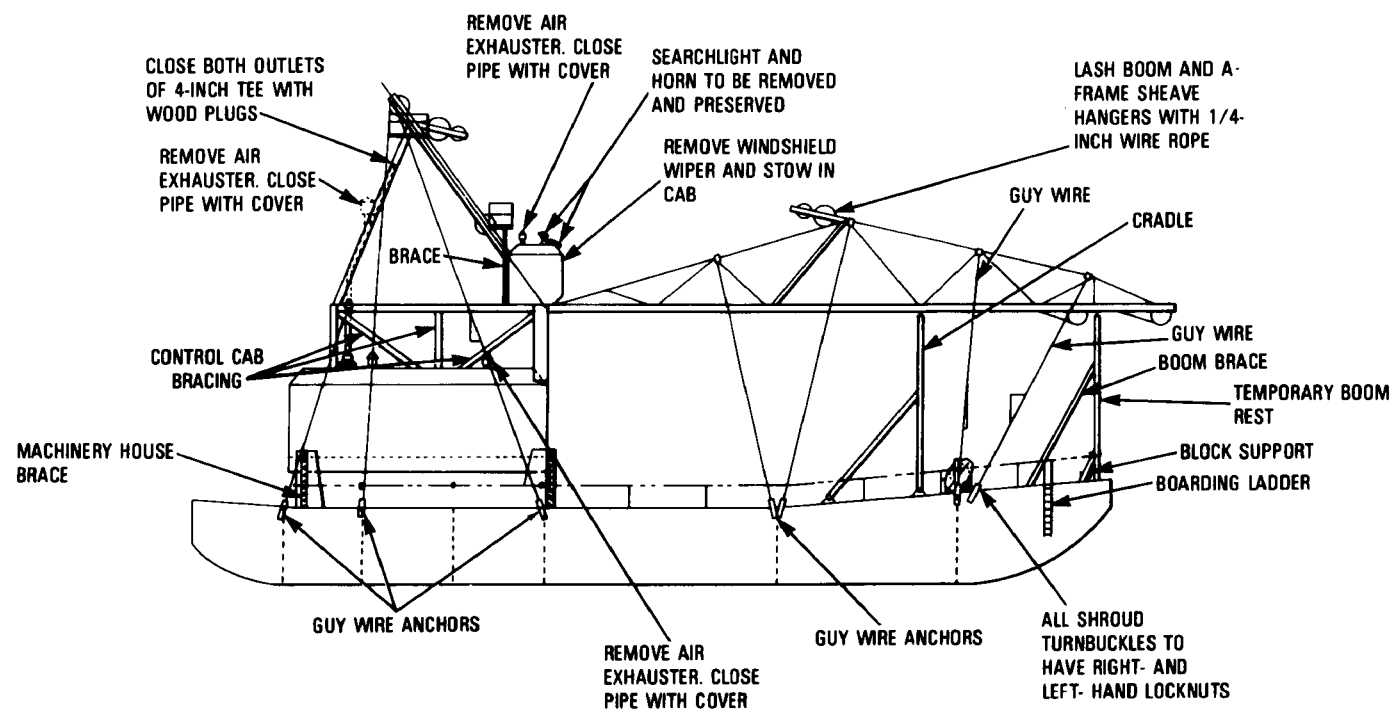 REMOVE AIR
EXHAUSTER. CLOSE
PIPE WITH COVER
CLOSE BOTH OUTLETS
OF 4-INCH TEE WITH
WOOD PLUGS
SEARCHLIGHT AND
HORN TO BE REMOVED
AND PRESERVED
LASH BOOM AND A-
FRAME SHEAVE
HANGERS WITH 1/4-
INCH WIRE ROPE
REMOVE AIR
EXHAUSTER. CLOSE
PIPE WITH COVER
REMOVE WINDSHIELD
WIPER AND STOW IN
CAB
GUY WIRE
CRADLE
BRACE
CONTROL CAB
BRACING
GUY WIRE
BOOM BRACE
TEMPORARY BOOM
REST
MACHINERY HOUSE
BRACE
BLOCK SUPPORT
BOARDING LADDER
GUY WIRE ANCHORS
REMOVE AIR
EXHAUSTER. CLOSE
PIPE WITH COVER
GUY WIRE ANCHORS
ALL SHROUD
TURNBUCKLES TO
HAVE RIGHT- AND
LEFT- HAND LOCKNUTS